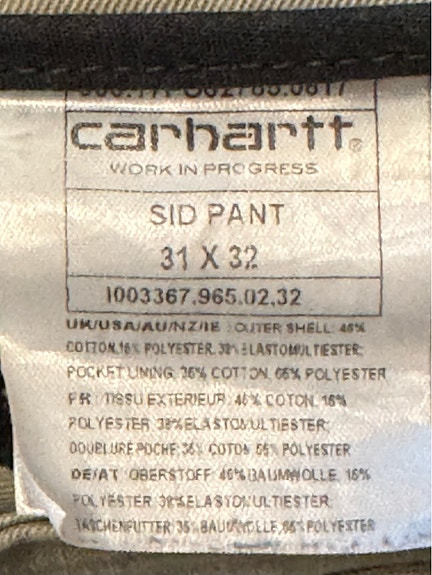 carhartt®
WORK IN PROGRESS
SID PANT
31 X 32
I003367.965.02.32
UK/USA/AU/NZ/IE : OUTER SHELL: 46%
COTTON,16% POLYESTER, 38% ELASTOMULTIESTER;
POCKET LINING: 35% COTTON, 65% POLYESTER
FR: TISSU EXTERIEUR: 46% COTON, 16%
POLYESTER 38%ELASTOMULTIESTER;
DOUBLURE POCHE: 35% COTON 65% POLYESTER
DE/AT :OBERSTOFF: 46%BAUMWOLLE, 16%
POLYESTER 38%ELASTOMULTIESTER;
TASCHENFUTTER: 35% BAUMWOLLE, 65% POLYESTER